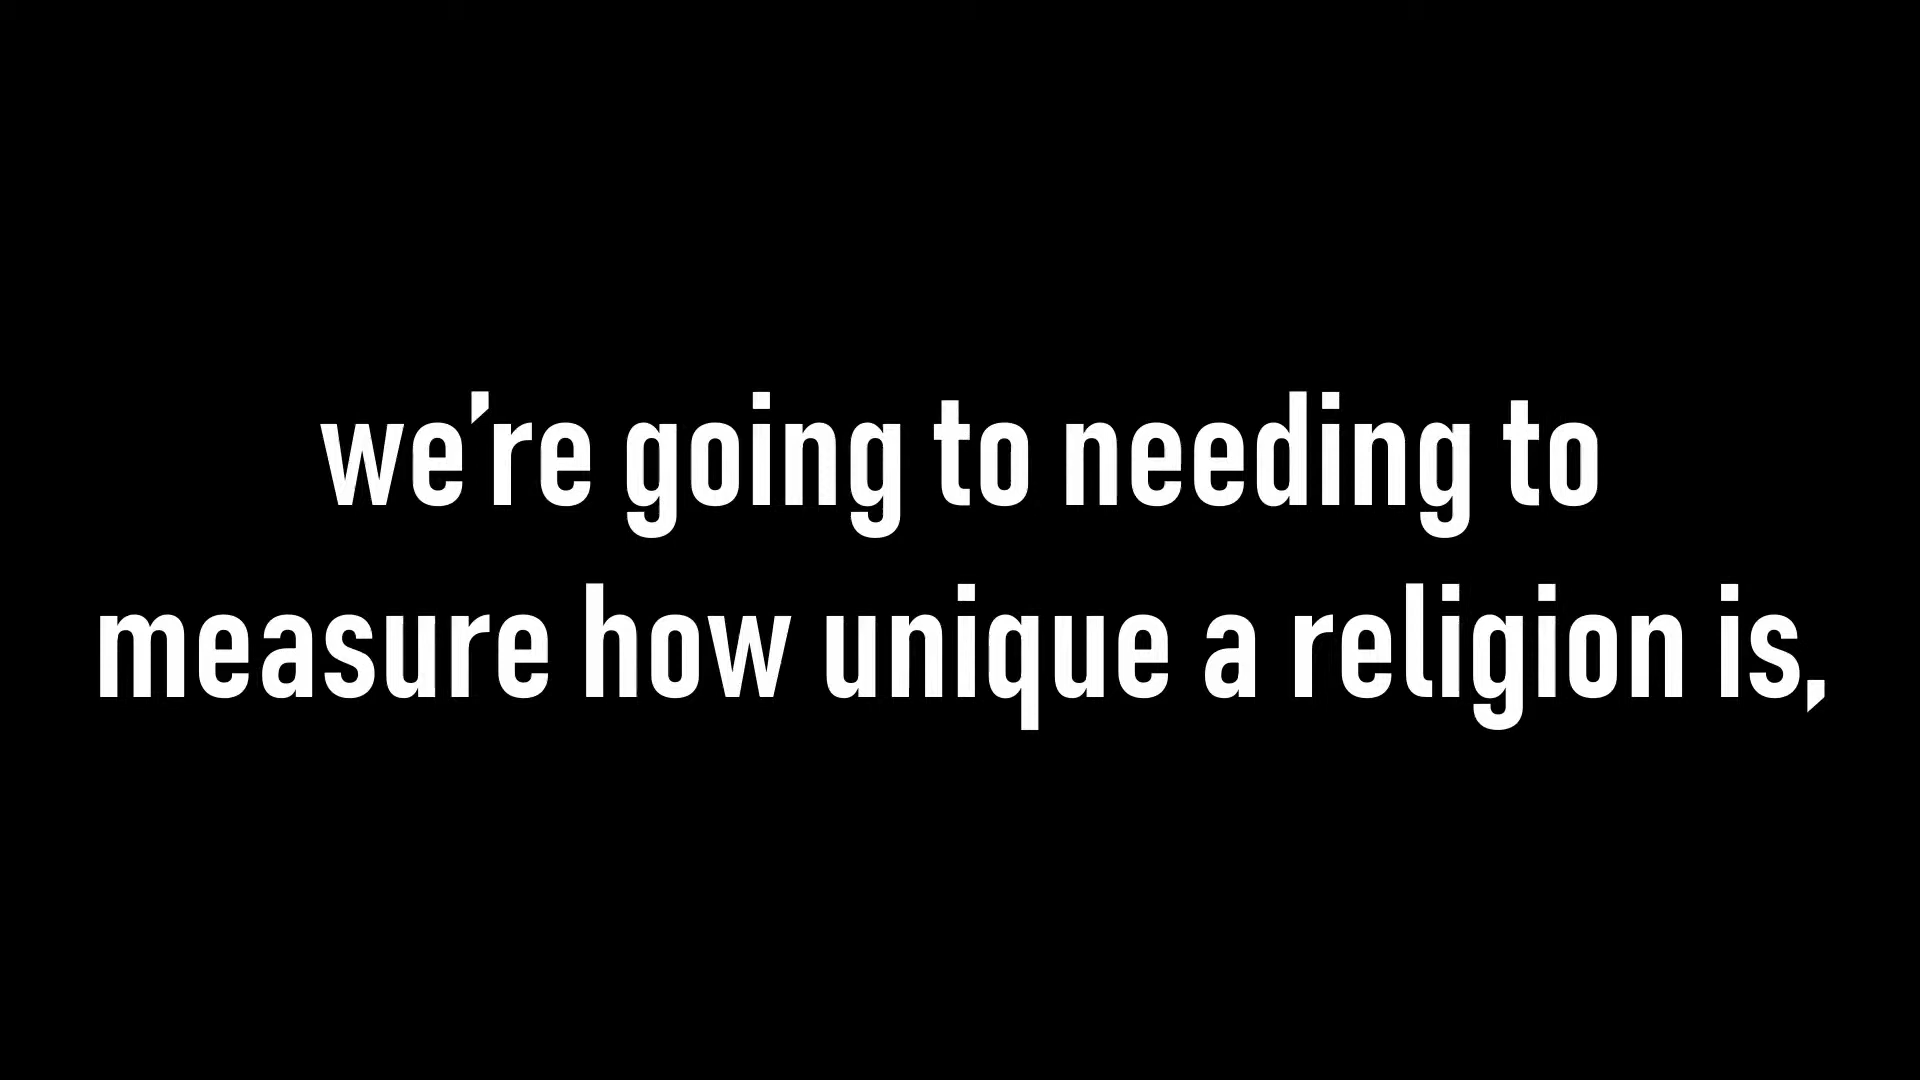 we’re going to needing to
measure how unique a religion is,